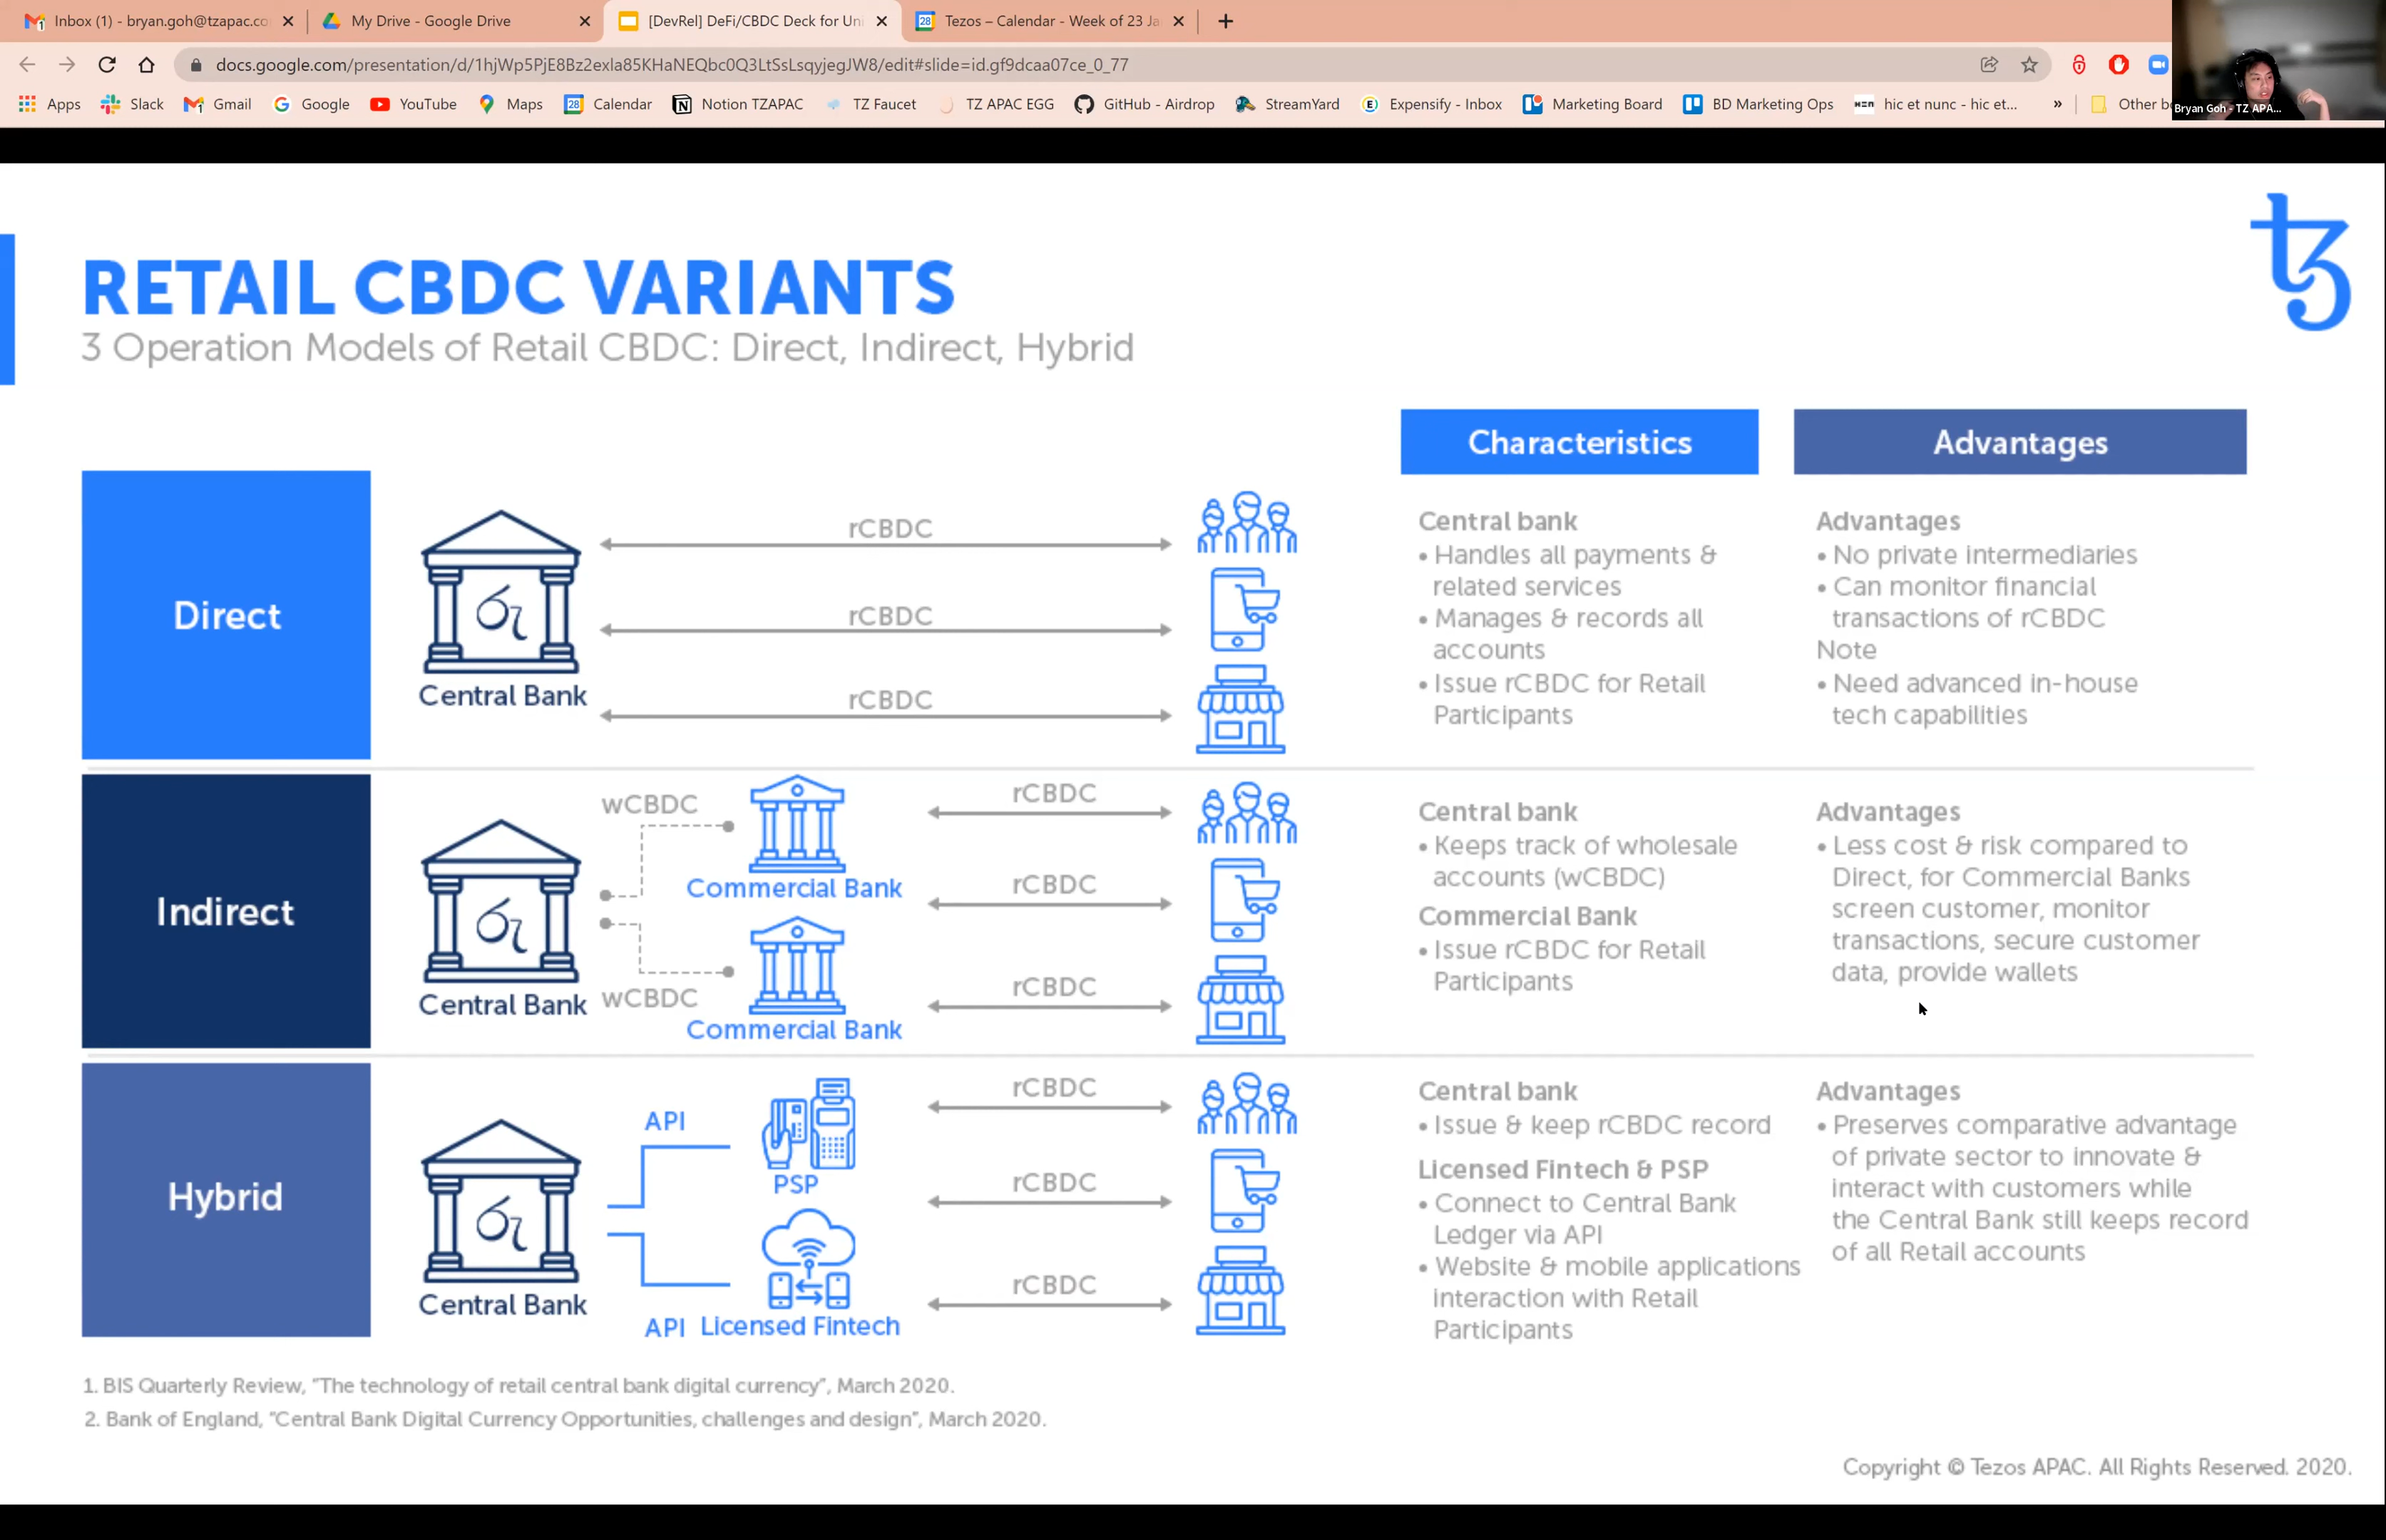 Inbox (1) - bryan.goh@tzapac.co
My Drive - Google Drive
[DevRel] DeFi/CBDC Deck for Uni
Tezos – Calendar - Week of 23 Ja
docs.google.com/presentation/d/1hjWp5PjE8Bz2exla85KHaNEQbc0Q3LtSsLsqyjegJW8/edit#slide=id.gf9dcaa07ce_0_77
Apps
Slack
Gmail
Google
YouTube
Maps
28
Calendar
Notion TZAPAC
TZ Faucet
TZ APAC EGG
GitHub - Airdrop
StreamYard
Expensify - Inbox
Marketing Board
BD Marketing Ops
hic et nunc - hic et...
»
Other b
Bryan Goh - TZ APA...
RETAIL CBDC VARIANTS
3 Operation Models of Retail CBDC: Direct, Indirect, Hybrid
Characteristics
Advantages
Direct
Central Bank
rCBDC
rCBDC
rCBDC
Central bank
• Handles all payments &
related services
• Manages & records all
accounts
• Issue rCBDC for Retail
Participants
Advantages
• No private intermediaries
• Can monitor financial
transactions of rCBDC
Note
• Need advanced in-house
tech capabilities
Indirect
Central Bank
wCBDC
Commercial Bank
wCBDC
Commercial Bank
rCBDC
rCBDC
rCBDC
Central bank
• Keeps track of wholesale
accounts (wCBDC)
Commercial Bank
• Issue rCBDC for Retail
Participants
Advantages
• Less cost & risk compared to
Direct, for Commercial Banks
screen customer, monitor
transactions, secure customer
data, provide wallets
Hybrid
Central Bank
API
PSP
API
Licensed Fintech
rCBDC
rCBDC
rCBDC
Central bank
• Issue & keep rCBDC record
Licensed Fintech & PSP
• Connect to Central Bank
Ledger via API
• Website & mobile applications
interaction with Retail
Participants
Advantages
• Preserves comparative advantage
of private sector to innovate &
interact with customers while
the Central Bank still keeps record
of all Retail accounts
1. BIS Quarterly Review, "The technology of retail central bank digital currency", March 2020.
2. Bank of England, "Central Bank Digital Currency Opportunities, challenges and design", March 2020.
Copyright © Tezos APAC. All Rights Reserved. 2020.